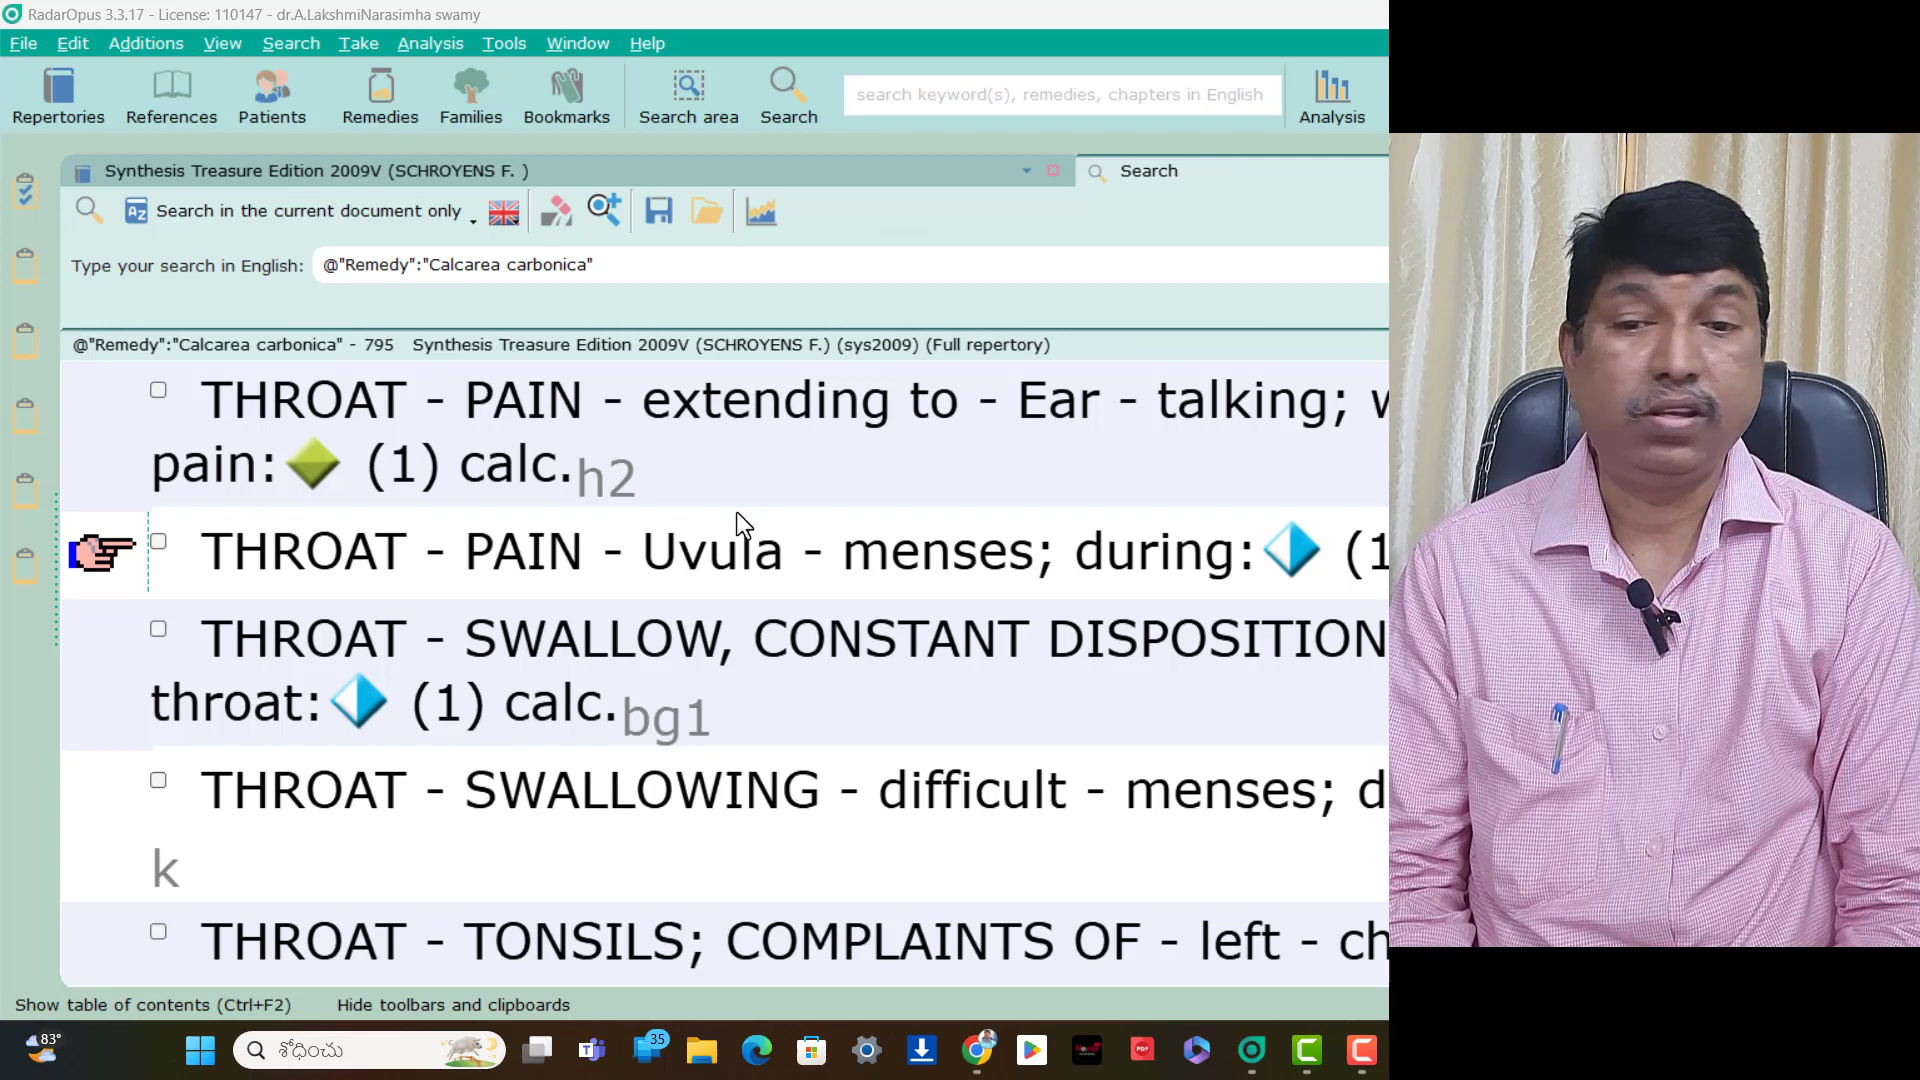 RadarOpus 3.3.17 - License: 110147 - dr.A.LakshmiNarasimha swamy
File Edit Additions View Search Take Analysis Tools Window Help
Repertories References Patients Remedies Families Bookmarks Search area Search search keyword(s), remedies, chapters in English Analysis
Synthesis Treasure Edition 2009V (SCHROYENS F. ) Search
Search in the current document only
Type your search in English: @"Remedy":"Calcarea carbonica"
@"Remedy":"Calcarea carbonica" - 795 Synthesis Treasure Edition 2009V (SCHROYENS F.) (sys2009) (Full repertory)
THROAT - PAIN - extending to - Ear - talking;
pain: (1) calc.h2
THROAT - PAIN - Uvula - menses; during: (1
THROAT - SWALLOW, CONSTANT DISPOSITION
throat: (1) calc.bg1
THROAT - SWALLOWING - difficult - menses; d
k
THROAT - TONSILS; COMPLAINTS OF - left - ch
Show table of contents (Ctrl+F2) Hide toolbars and clipboards
83° శోధించు 35
PDF